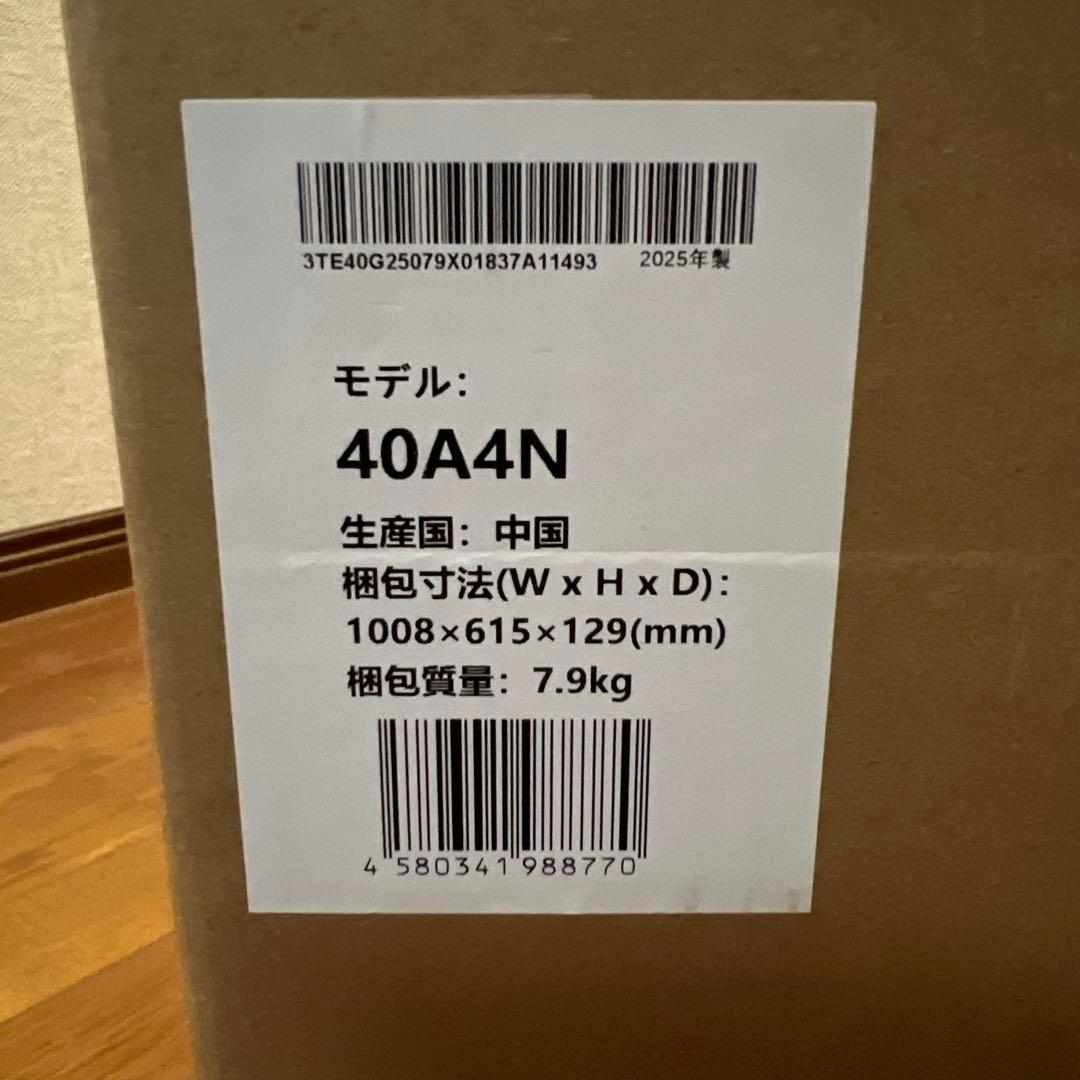 3TE40G25079X01837A11493 2025年製
モデル:
40A4N
生産国: 中国
梱包寸法(W x H x D):
1008×615×129(mm)
梱包質量: 7.9kg
4 580341 988770